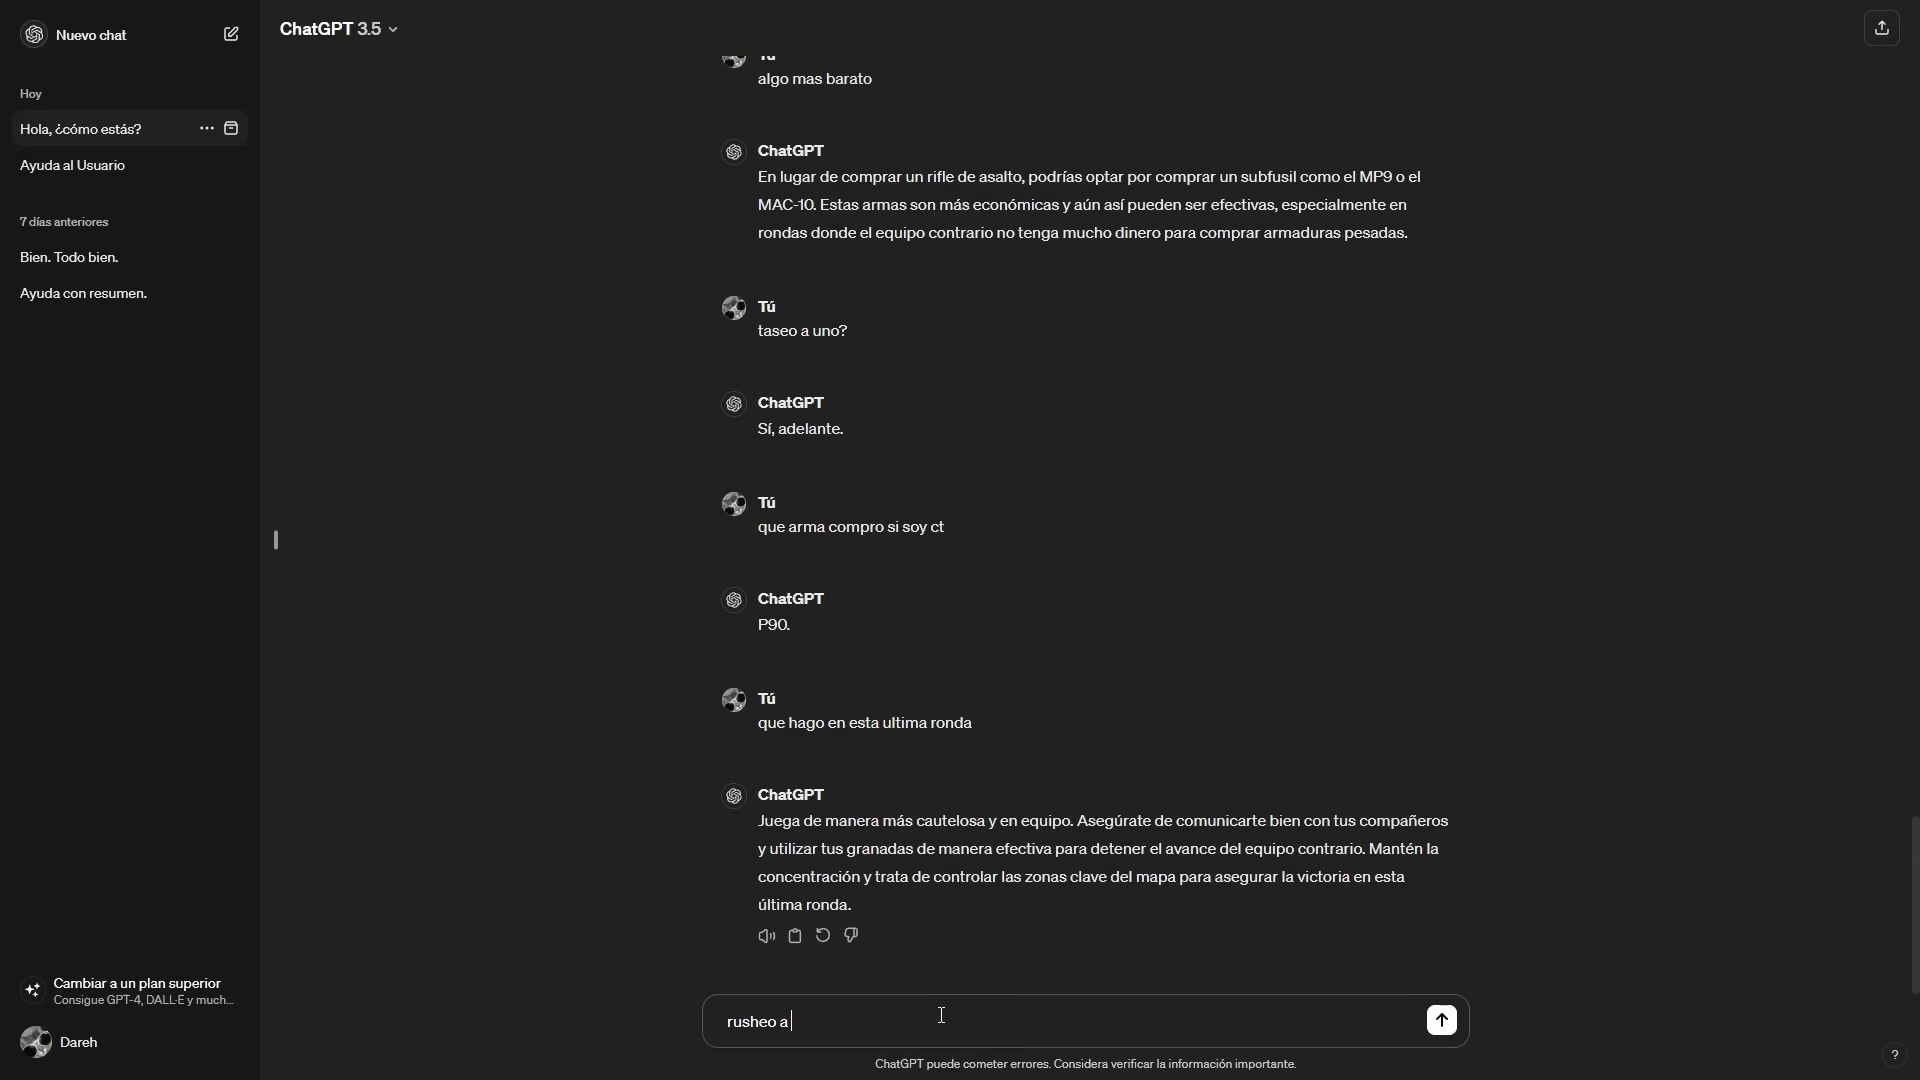 Nuevo chat
Hoy
Hola, ¿cómo estás?
Ayuda al Usuario
7 días anteriores
Bien. Todo bien.
Ayuda con resumen.
Cambiar a un plan superior
Consigue GPT-4, DALL·E y much...
Dareh
ChatGPT 3.5
Tú
algo mas barato
ChatGPT
En lugar de comprar un rifle de asalto, podrías optar por comprar un subfusil como el MP9 o el
MAC-10. Estas armas son más económicas y aún así pueden ser efectivas, especialmente en
rondas donde el equipo contrario no tenga mucho dinero para comprar armaduras pesadas.
Tú
taseo a uno?
ChatGPT
Sí, adelante.
Tú
que arma compro si soy ct
ChatGPT
P90.
Tú
que hago en esta ultima ronda
ChatGPT
Juega de manera más cautelosa y en equipo. Asegúrate de comunicarte bien con tus compañeros
y utilizar tus granadas de manera efectiva para detener el avance del equipo contrario. Mantén la
concentración y trata de controlar las zonas clave del mapa para asegurar la victoria en esta
última ronda.
rusheo a
ChatGPT puede cometer errores. Considera verificar la información importante.
?